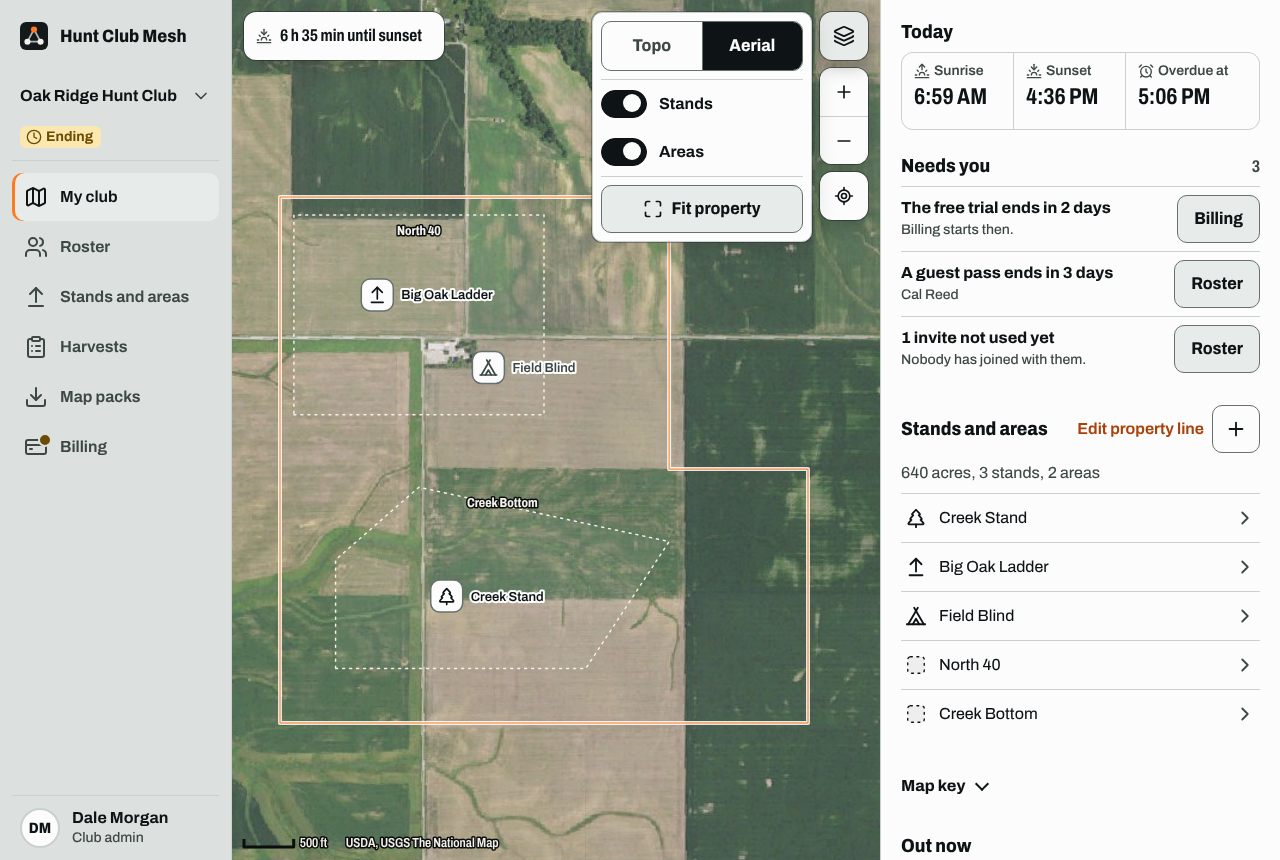 Hunt Club Mesh
Oak Ridge Hunt Club
Ending
My club
Roster
Stands and areas
Harvests
Map packs
Billing
DM
Dale Morgan
Club admin
6 h 35 min until sunset
Topo
Aerial
Stands
Areas
Fit property
North 40
Big Oak Ladder
Field Blind
Creek Bottom
Creek Stand
500 ft
USDA, USGS The National Map
Today
Sunrise
6:59 AM
Sunset
4:36 PM
Overdue at
5:06 PM
Needs you
3
The free trial ends in 2 days
Billing starts then.
Billing
A guest pass ends in 3 days
Cal Reed
Roster
1 invite not used yet
Nobody has joined with them.
Roster
Stands and areas
Edit property line
640 acres, 3 stands, 2 areas
Creek Stand
Big Oak Ladder
Field Blind
North 40
Creek Bottom
Map key
Out now